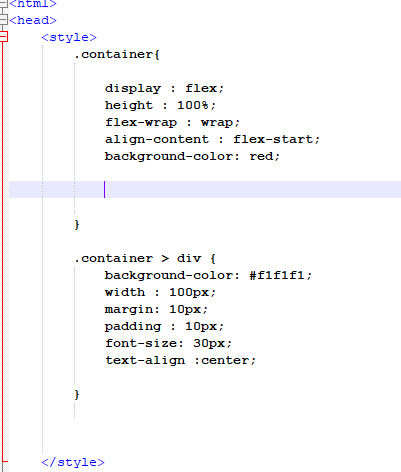 <html>
<head>
<style>
.container{
display : flex;
height : 100%;
flex-wrap : wrap;
align-content : flex-start;
background-color: red;
}
.container > div {
background-color: #f1f1f1;
width : 100px;
margin: 10px;
padding : 10px;
font-size: 30px;
text-align :center;
}
</style>